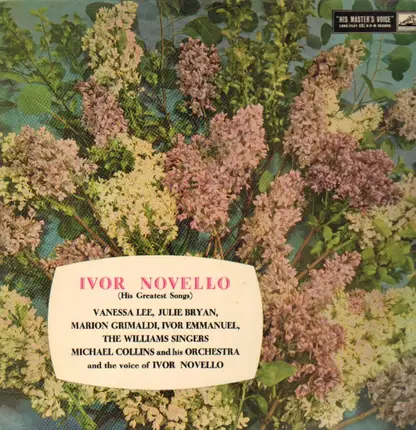 "HIS MASTER'S VOICE"
IVOR NOVELLO
(His Greatest Songs)
VANESSA LEE, JULIE BRYAN,
MARION GRIMALDI, IVOR EMMANUEL,
THE WILLIAMS SINGERS
MICHAEL COLLINS and his ORCHESTRA
and the voice of IVOR NOVELLO